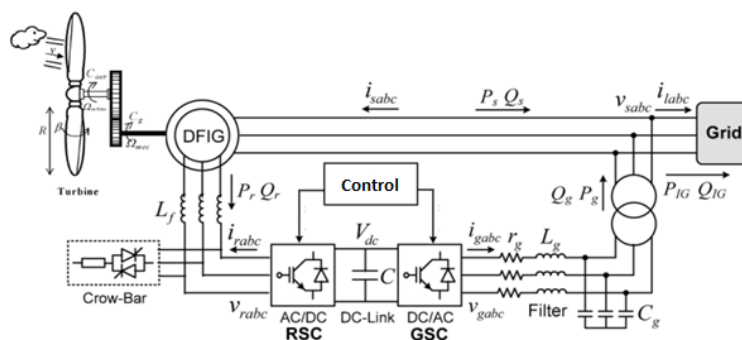 i_sabc
P_s Q_s
v_sabc
i_labc
C_aer
Ω_turbine
R
β
C_g
Ω_mec
DFIG
Grid
Turbine
P_r Q_r
Control
Q_g P_g
P_IG Q_IG
L_f
i_rabc
V_dc
i_gabc
r_g
L_g
C
Crow-Bar
v_rabc
v_gabc
Filter
C_g
AC/DC
DC-Link
DC/AC
RSC
GSC